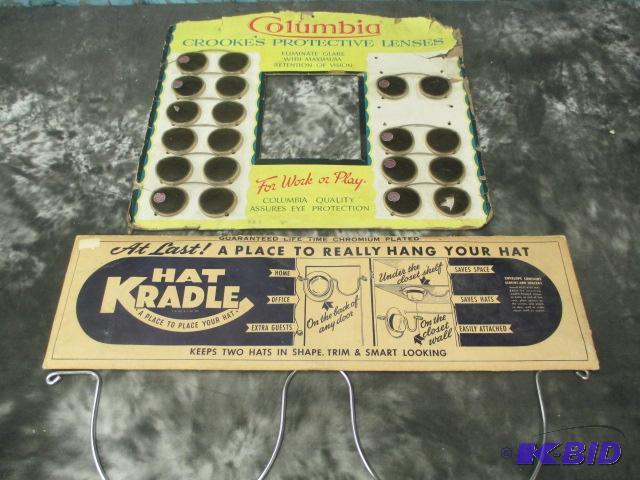 Columbia
CROOKES PROTECTIVE LENSES
ELIMINATE GLARE
WITH MAXIMUM
RETENTION OF VISION
For Work or Play.
COLUMBIA QUALITY
ASSURES EYE PROTECTION
GUARANTEED LIFE TIME CHROMIUM PLATED
At Last! A PLACE TO REALLY HANG YOUR HAT
HAT
KRADLE
A PLACE TO PLACE YOUR HAT
HOME
OFFICE
EXTRA GUESTS
On the back of
any door
Under the
closet shelf
On the
closet
wall
SAVES SPACE
SAVES HATS
EASILY ATTACHED
KEEPS TWO HATS IN SHAPE, TRIM & SMART LOOKING
© K-BID